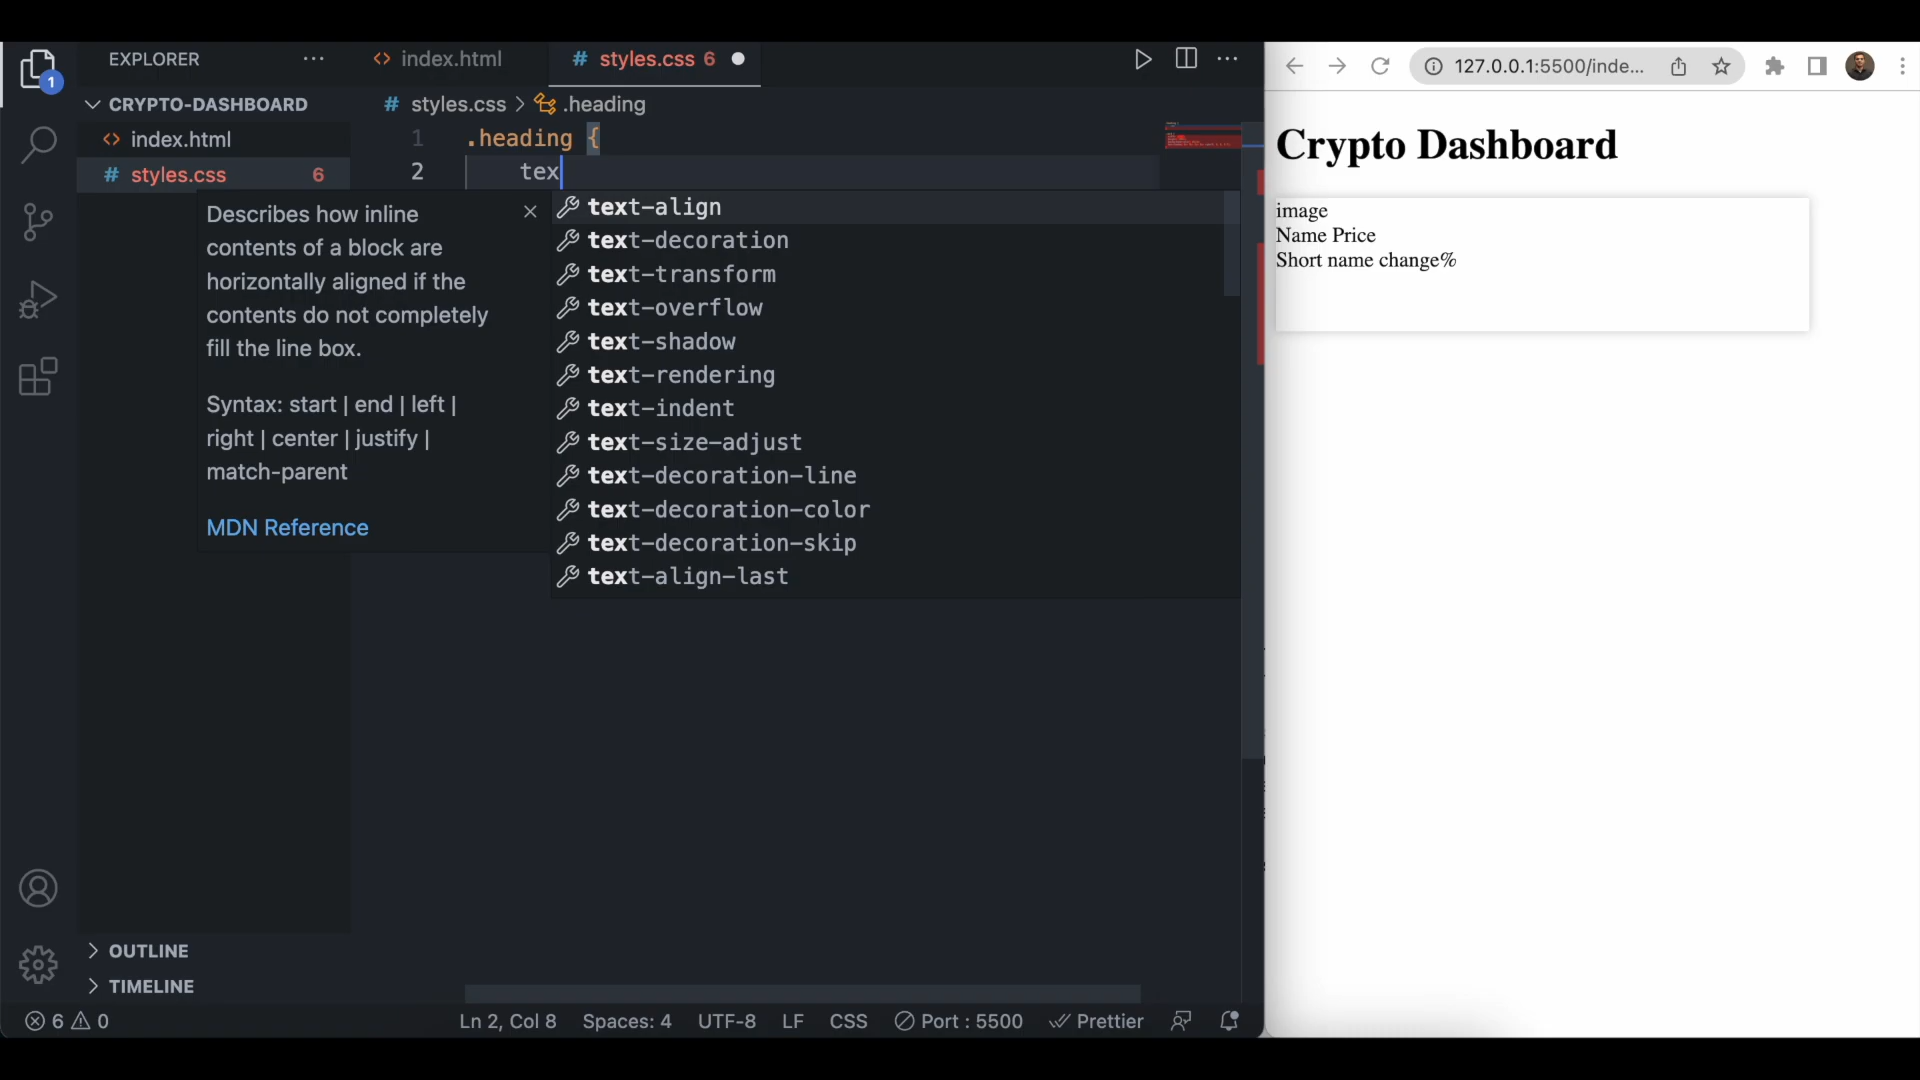 EXPLORER ...
index.html
# styles.css 6
127.0.0.1:5500/inde...
1
CRYPTO-DASHBOARD
# styles.css > .heading
index.html
1 .heading {
# styles.css 6
2 tex
Describes how inline
contents of a block are
horizontally aligned if the
contents do not completely
fill the line box.
Syntax: start | end | left |
right | center | justify |
match-parent
MDN Reference
text-align
text-decoration
text-transform
text-overflow
text-shadow
text-rendering
text-indent
text-size-adjust
text-decoration-line
text-decoration-color
text-decoration-skip
text-align-last
Crypto Dashboard
image
Name Price
Short name change%
OUTLINE
TIMELINE
6 0 Ln 2, Col 8 Spaces: 4 UTF-8 LF CSS Port : 5500 Prettier